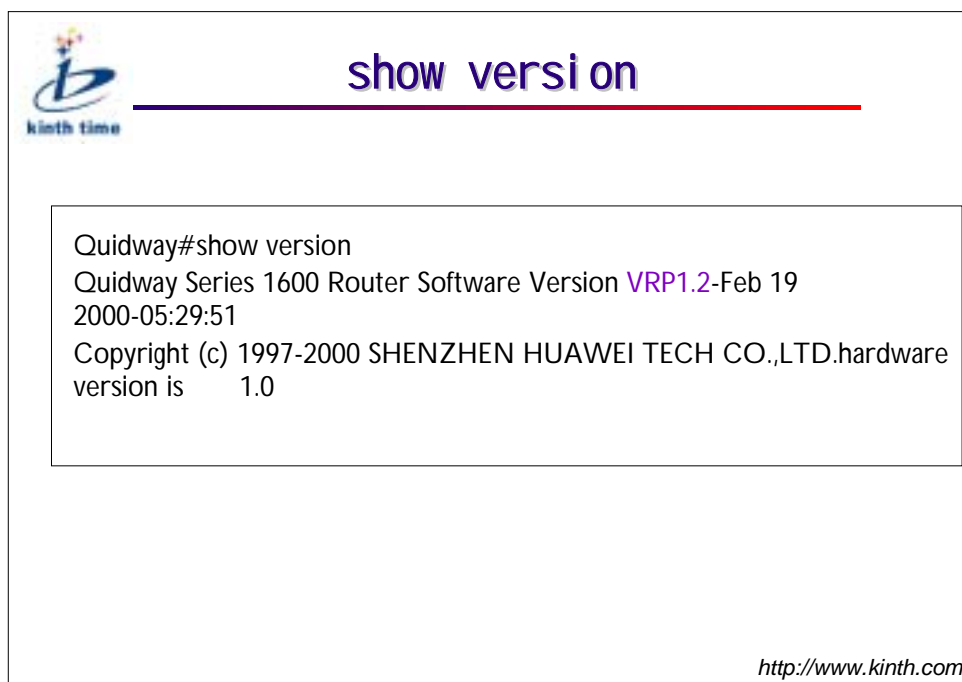 kinth time
show version
Quidway#show version
Quidway Series 1600 Router Software Version VRP1.2-Feb 19
2000-05:29:51
Copyright (c) 1997-2000 SHENZHEN HUAWEI TECH CO.,LTD.hardware
version is 1.0
http://www.kinth.com